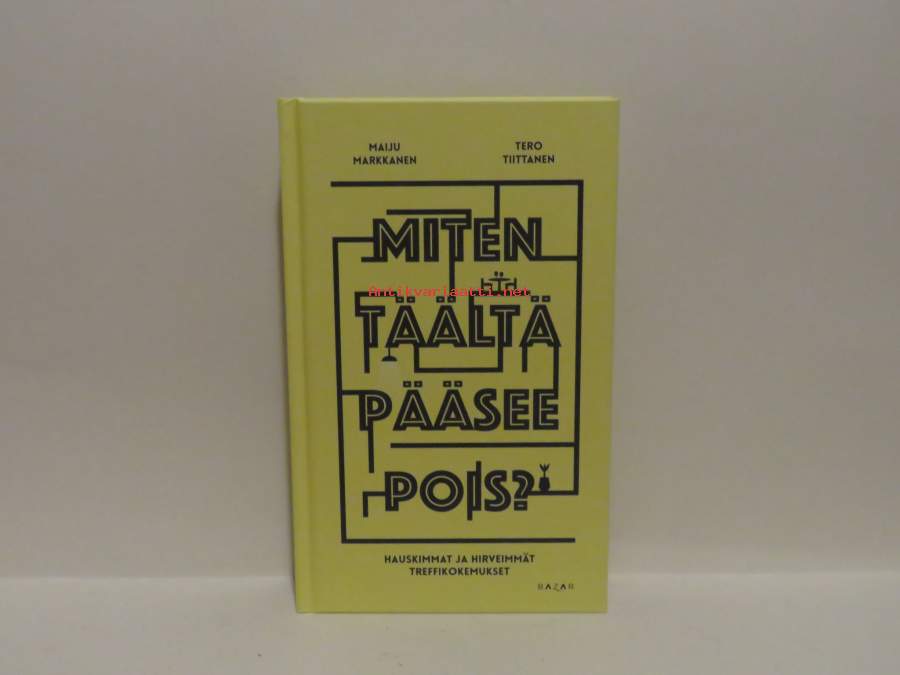 MAIJU
MARKKANEN
TERO
TIITTANEN
MITEN
Antikvariaatti.net
TÄÄLTÄ
PÄÄSEE
POIS?
HAUSKIMMAT JA HIRVEIMMÄT
TREFFIKOKEMUKSET
BAZAR